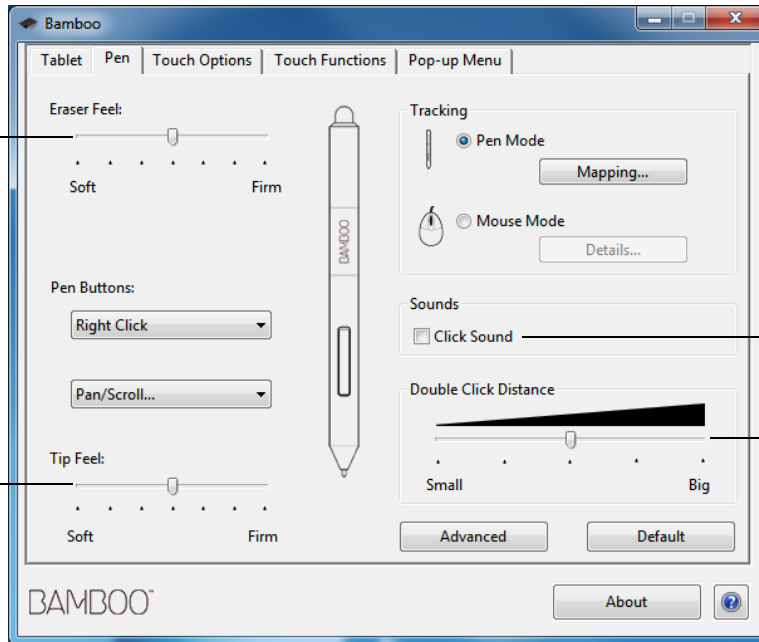 Bamboo
Tablet Pen Touch Options Touch Functions Pop-up Menu
Eraser Feel:
Soft Firm
Pen Buttons:
Right Click
Pan/Scroll...
Tip Feel:
Soft Firm
BAMBOO
Tracking
Pen Mode
Mapping...
Mouse Mode
Details...
Sounds
Click Sound
Double Click Distance
Small Big
Advanced Default
BAMBOO™
About ?